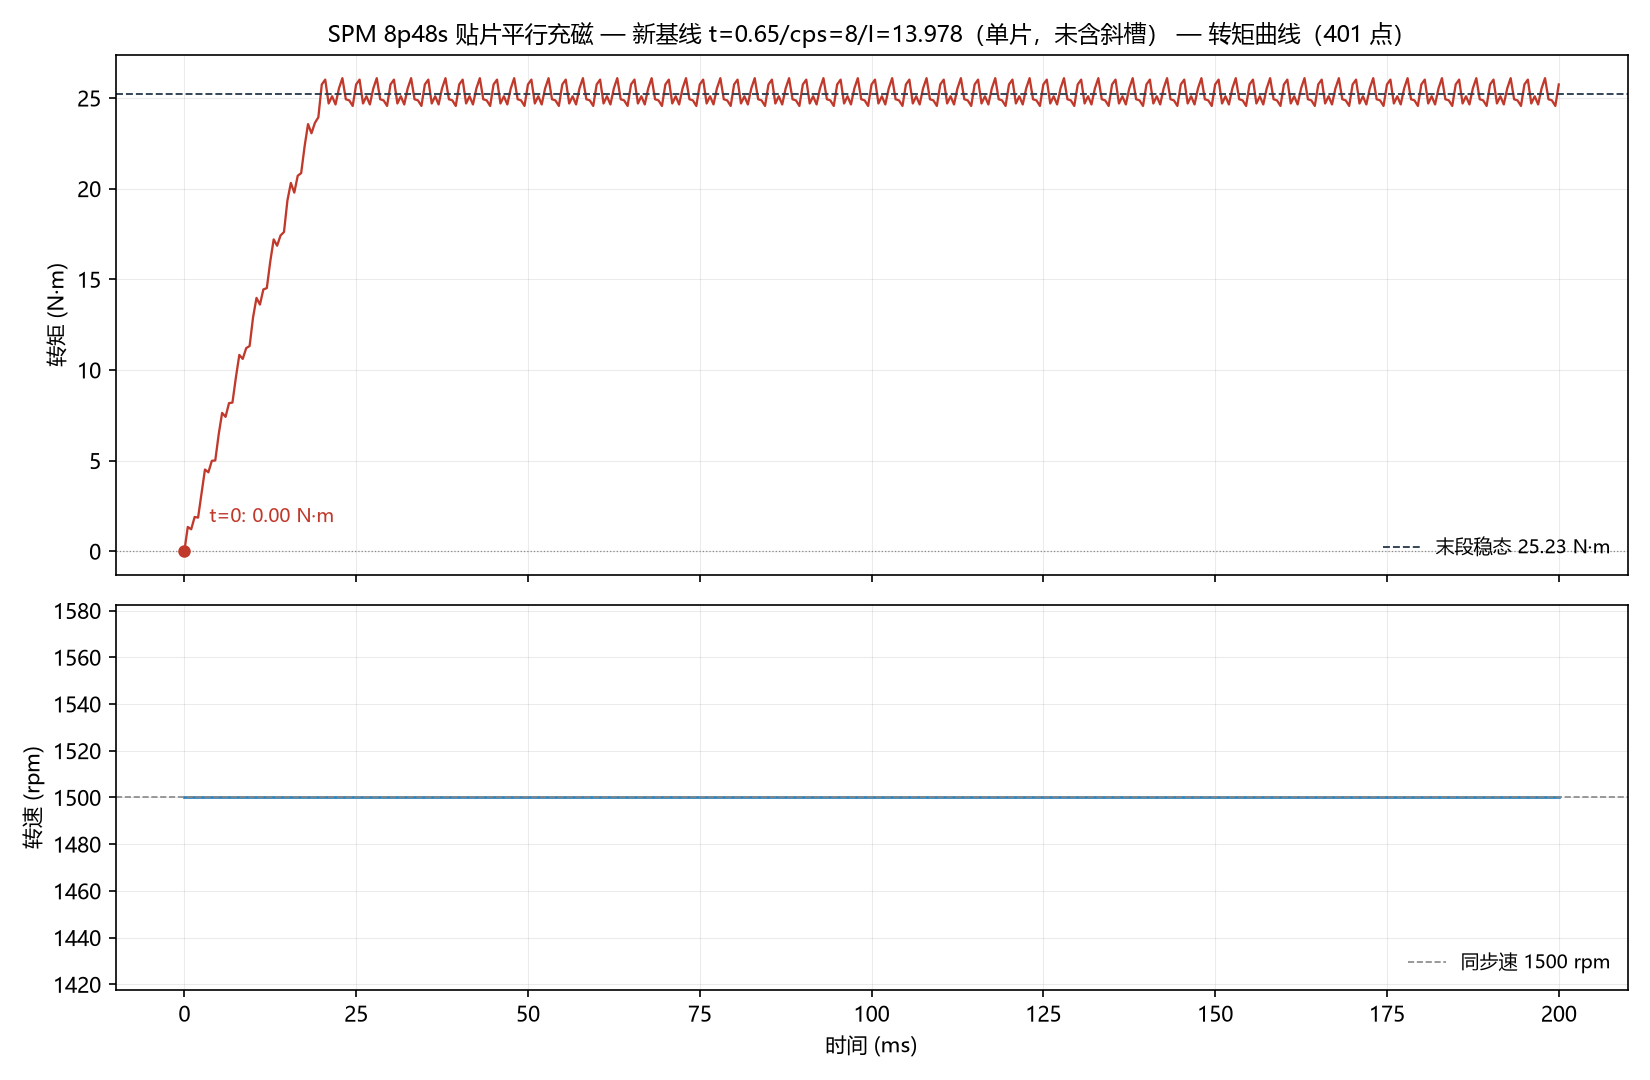 SPM 8p48s 贴片平行充磁 — 新基线 t=0.65/cps=8/I=13.978（单片，未含斜槽） — 转矩曲线（401 点）
25
20
15
10
5
0
转矩 (N·m)
t=0: 0.00 N·m
末段稳态 25.23 N·m
1580
1560
1540
1520
1500
1480
1460
1440
1420
转速 (rpm)
同步速 1500 rpm
0 25 50 75 100 125 150 175 200
时间 (ms)